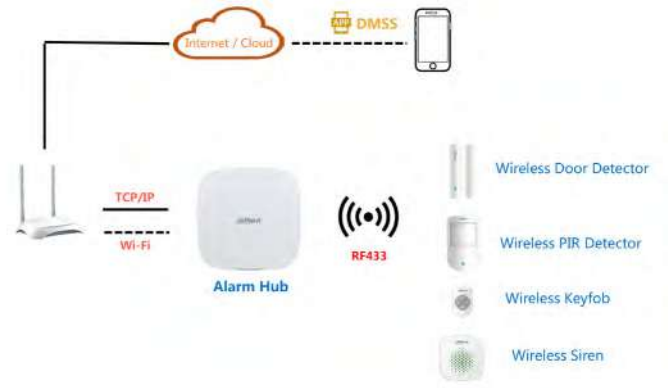 APP DMSS
Internet / Cloud
Wireless Door Detector
TCP/IP
alhua
Wi-Fi
RF433
Wireless PIR Detector
Alarm Hub
Wireless Keyfob
Wireless Siren